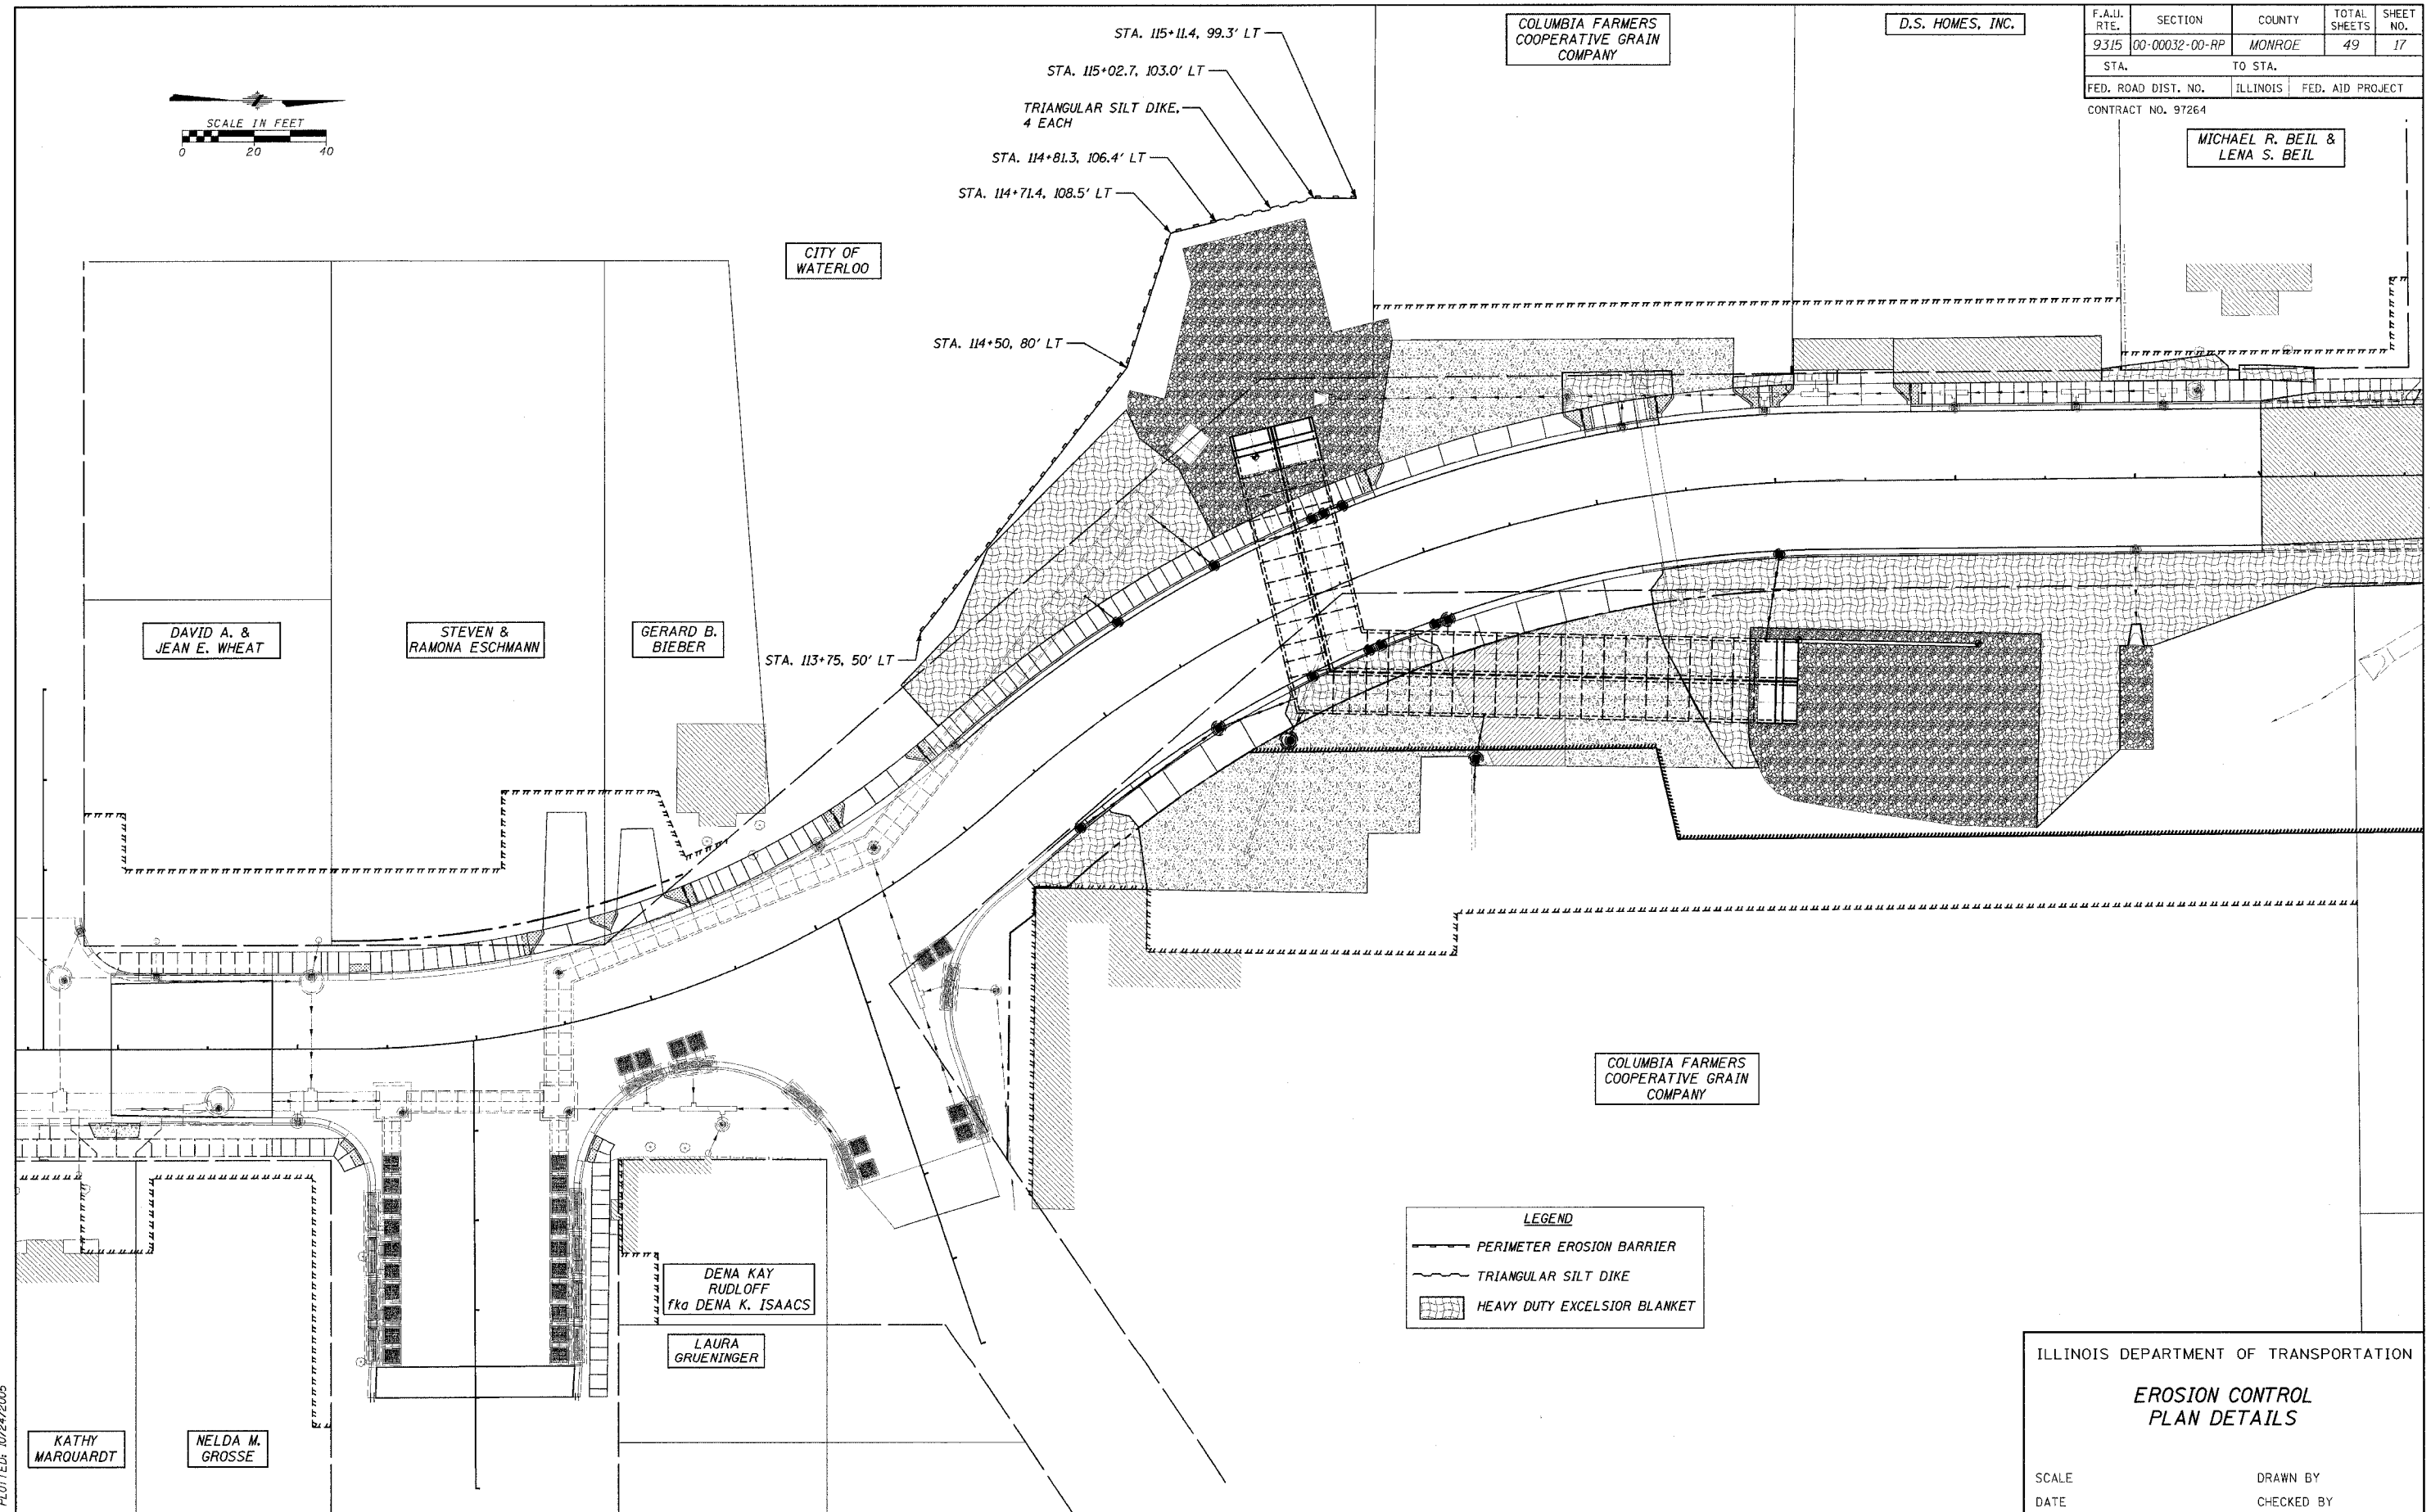 STA. 115+11.4, 99.3' LT
STA. 115+02.7, 103.0' LT
TRIANGULAR SILT DIKE,
4 EACH
STA. 114+81.3, 106.4' LT
STA. 114+71.4, 108.5' LT
STA. 114+50, 80' LT
STA. 113+75, 50' LT
SCALE IN FEET
0 20 40
COLUMBIA FARMERS
COOPERATIVE GRAIN
COMPANY
D.S. HOMES, INC.
F.A.U.
RTE.
SECTION
COUNTY
TOTAL
SHEETS
SHEET
NO.
9315 00-00032-00-RP MONROE 49 17
STA. TO STA.
FED. ROAD DIST. NO. ILLINOIS FED. AID PROJECT
CONTRACT NO. 97264
MICHAEL R. BEIL &
LENA S. BEIL
CITY OF
WATERLOO
DAVID A. &
JEAN E. WHEAT
STEVEN &
RAMONA ESCHMANN
GERARD B.
BIEBER
COLUMBIA FARMERS
COOPERATIVE GRAIN
COMPANY
DENA KAY
RUDLOFF
fka DENA K. ISAACS
LAURA
GRUENINGER
KATHY
MARQUARDT
NELDA M.
GROSSE
LEGEND
PERIMETER EROSION BARRIER
TRIANGULAR SILT DIKE
HEAVY DUTY EXCELSIOR BLANKET
ILLINOIS DEPARTMENT OF TRANSPORTATION
EROSION CONTROL
PLAN DETAILS
SCALE DRAWN BY
DATE CHECKED BY
PLOTTED: 10/24/2005